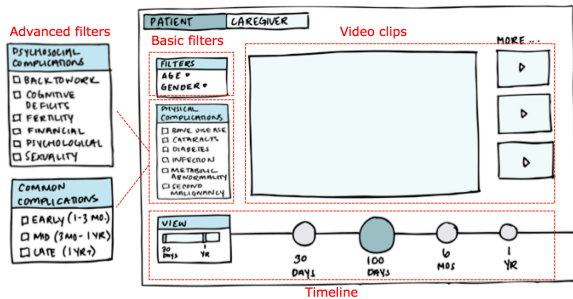 Advanced filters
PSYCHOSOCIAL
COMPLICATIONS
BACK TO WORK
COGNITIVE
DEFICITS
FERTILITY
FINANCIAL
PSYCHOLOGICAL
SEXUALITY
COMMON
COMPLICATIONS
EARLY (1-3 MO.)
MID (3MO-1YR)
LATE (1YR+)
PATIENT
CAREGIVER
Basic filters
FILTERS
AGE
GENDER
PHYSICAL
COMPLICATIONS
BONE DISEASE
CATARACTS
DIABETES
INFECTION
METABOLIC
ABNORMALITY
SECOND
MALIGNANCY
Video clips
MORE ...
VIEW
30
DAYS
1
YR
30
DAYS
100
DAYS
6
MOS
1
YR
Timeline